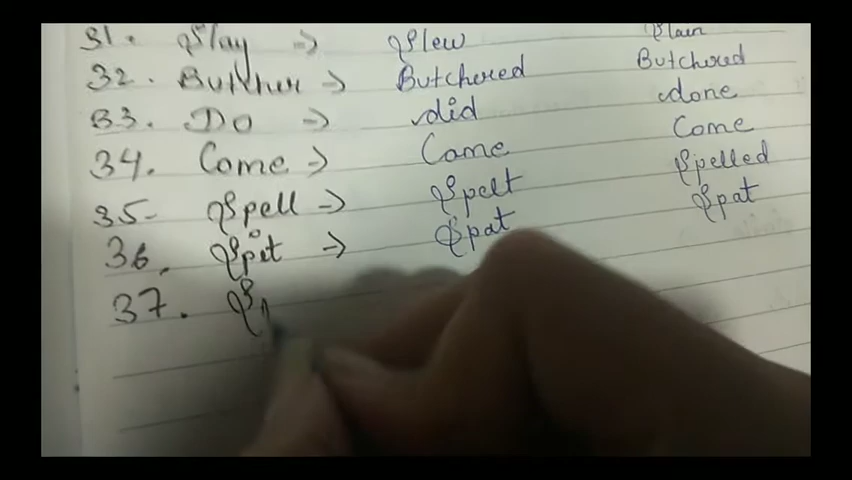 31. Slay → Slew Slain
32. Butcher → Butchered Butchered
33. Do → did done
34. Come → Came Come
35- Spell → Spelt Spelled
36. Spit → Spat Spat
37. S